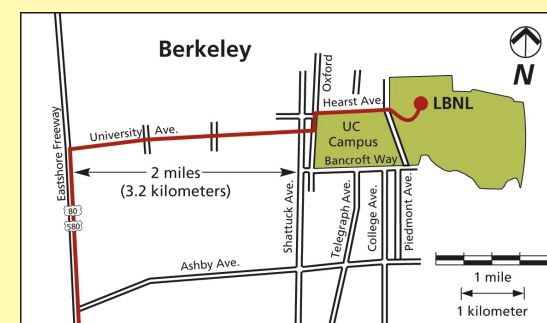 Berkeley
N
Oxford
Hearst Ave.
LBNL
University Ave.
UC
Campus
Bancroft Way
Eastshore Freeway
2 miles
(3.2 kilometers)
80
580
Shattuck Ave.
Telegraph Ave.
College Ave.
Piedmont Ave.
Ashby Ave.
1 mile
1 kilometer